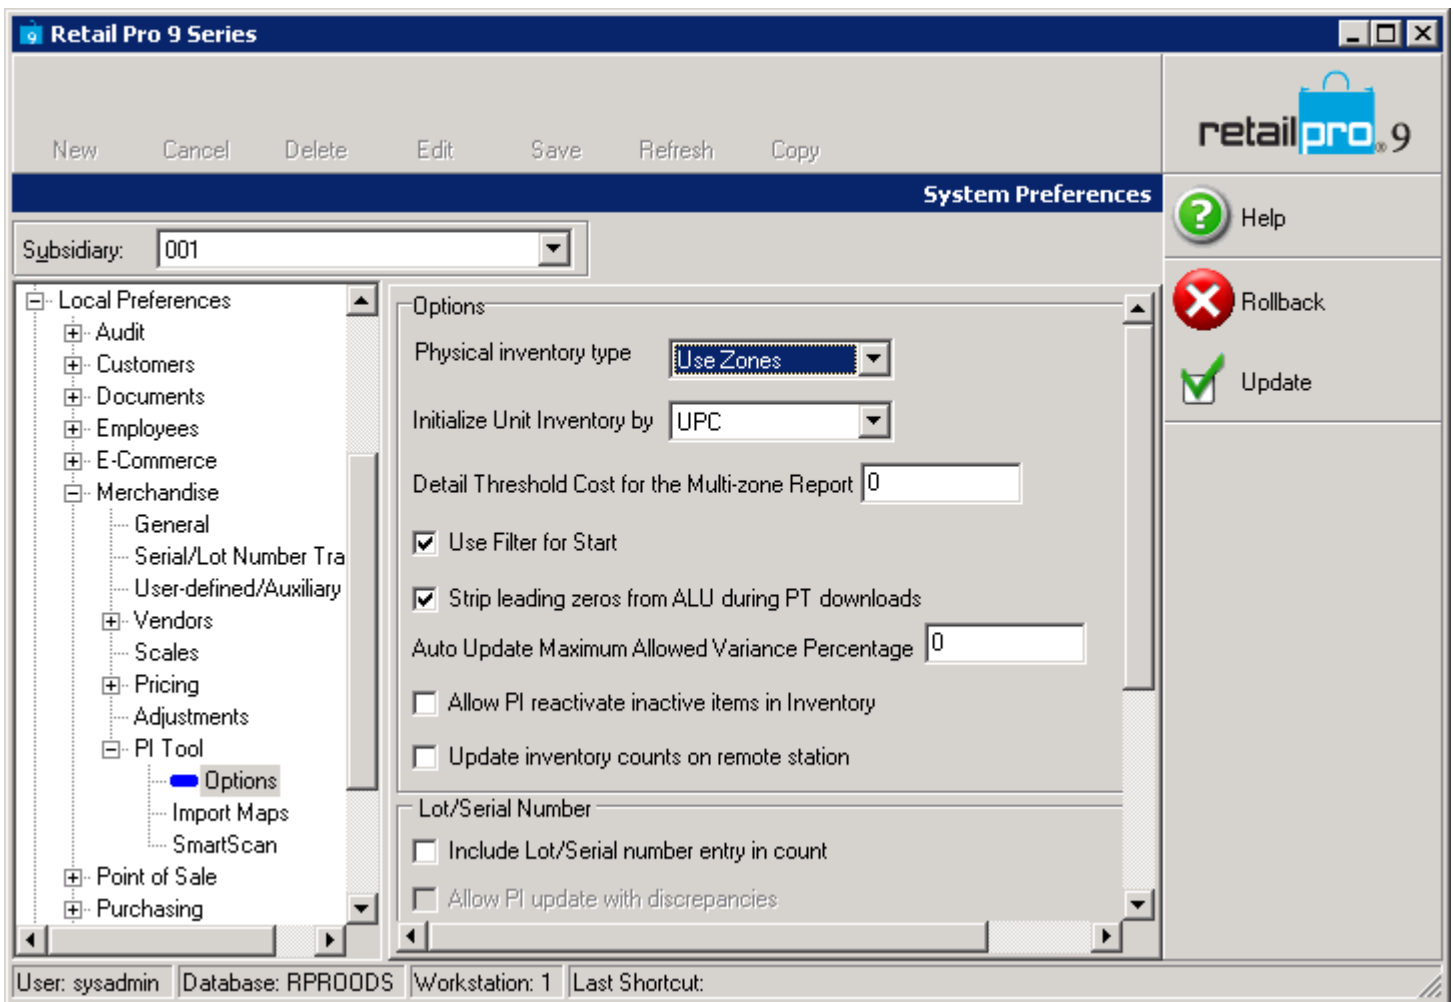 9 Retail Pro 9 Series
New Cancel Delete Edit Save Refresh Copy
retailpro® 9
System Preferences
Subsidiary: 001
Help
Rollback
Update
Local Preferences
Audit
Customers
Documents
Employees
E-Commerce
Merchandise
General
Serial/Lot Number Tra
User-defined/Auxiliary
Vendors
Scales
Pricing
Adjustments
PI Tool
Options
Import Maps
SmartScan
Point of Sale
Purchasing
Options
Physical inventory type Use Zones
Initialize Unit Inventory by UPC
Detail Threshold Cost for the Multi-zone Report 0
Use Filter for Start
Strip leading zeros from ALU during PT downloads
Auto Update Maximum Allowed Variance Percentage 0
Allow PI reactivate inactive items in Inventory
Update inventory counts on remote station
Lot/Serial Number
Include Lot/Serial number entry in count
Allow PI update with discrepancies
User: sysadmin Database: RPROODS Workstation: 1 Last Shortcut: